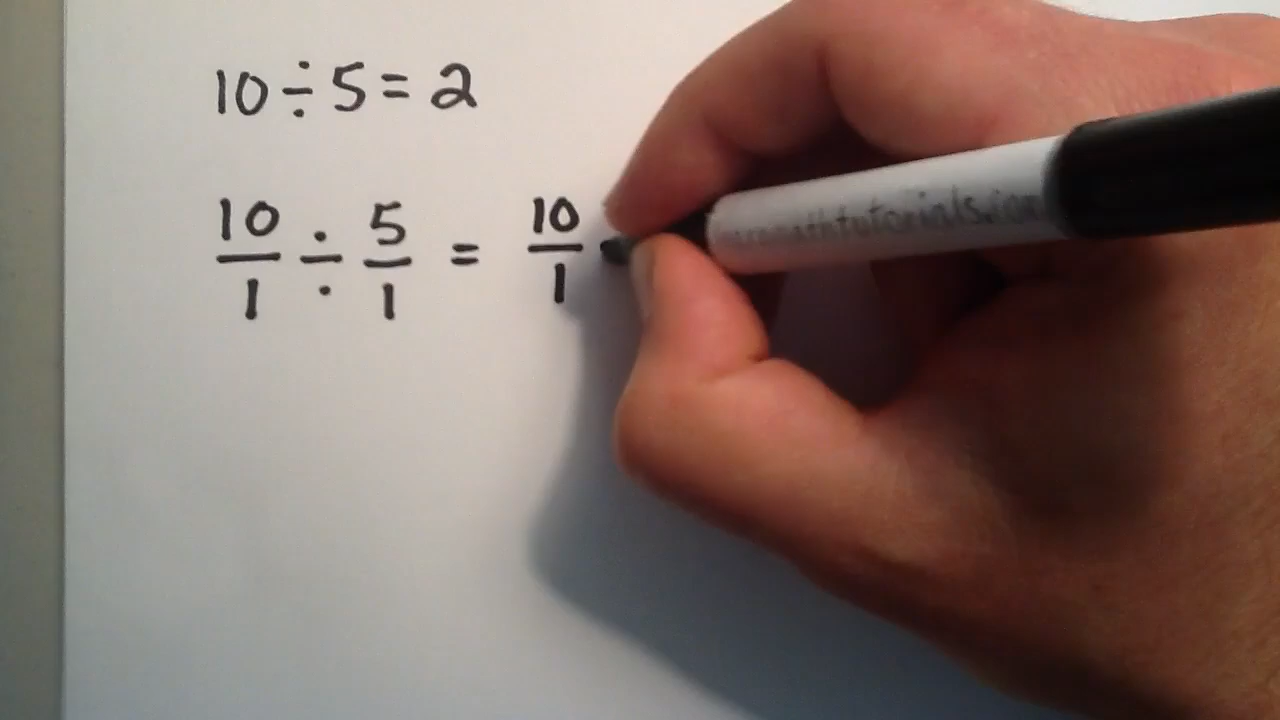 10 ÷ 5 = 2
10/1 ÷ 5/1 = 10/1